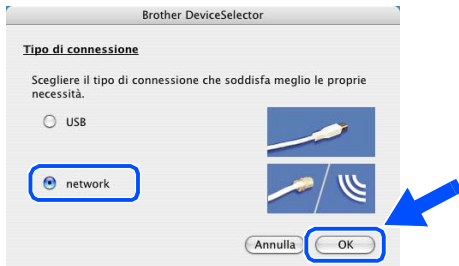 Brother DeviceSelector
Tipo di connessione
Scegliere il tipo di connessione che soddisfa meglio le proprie
necessità.
USB
network
Annulla
OK